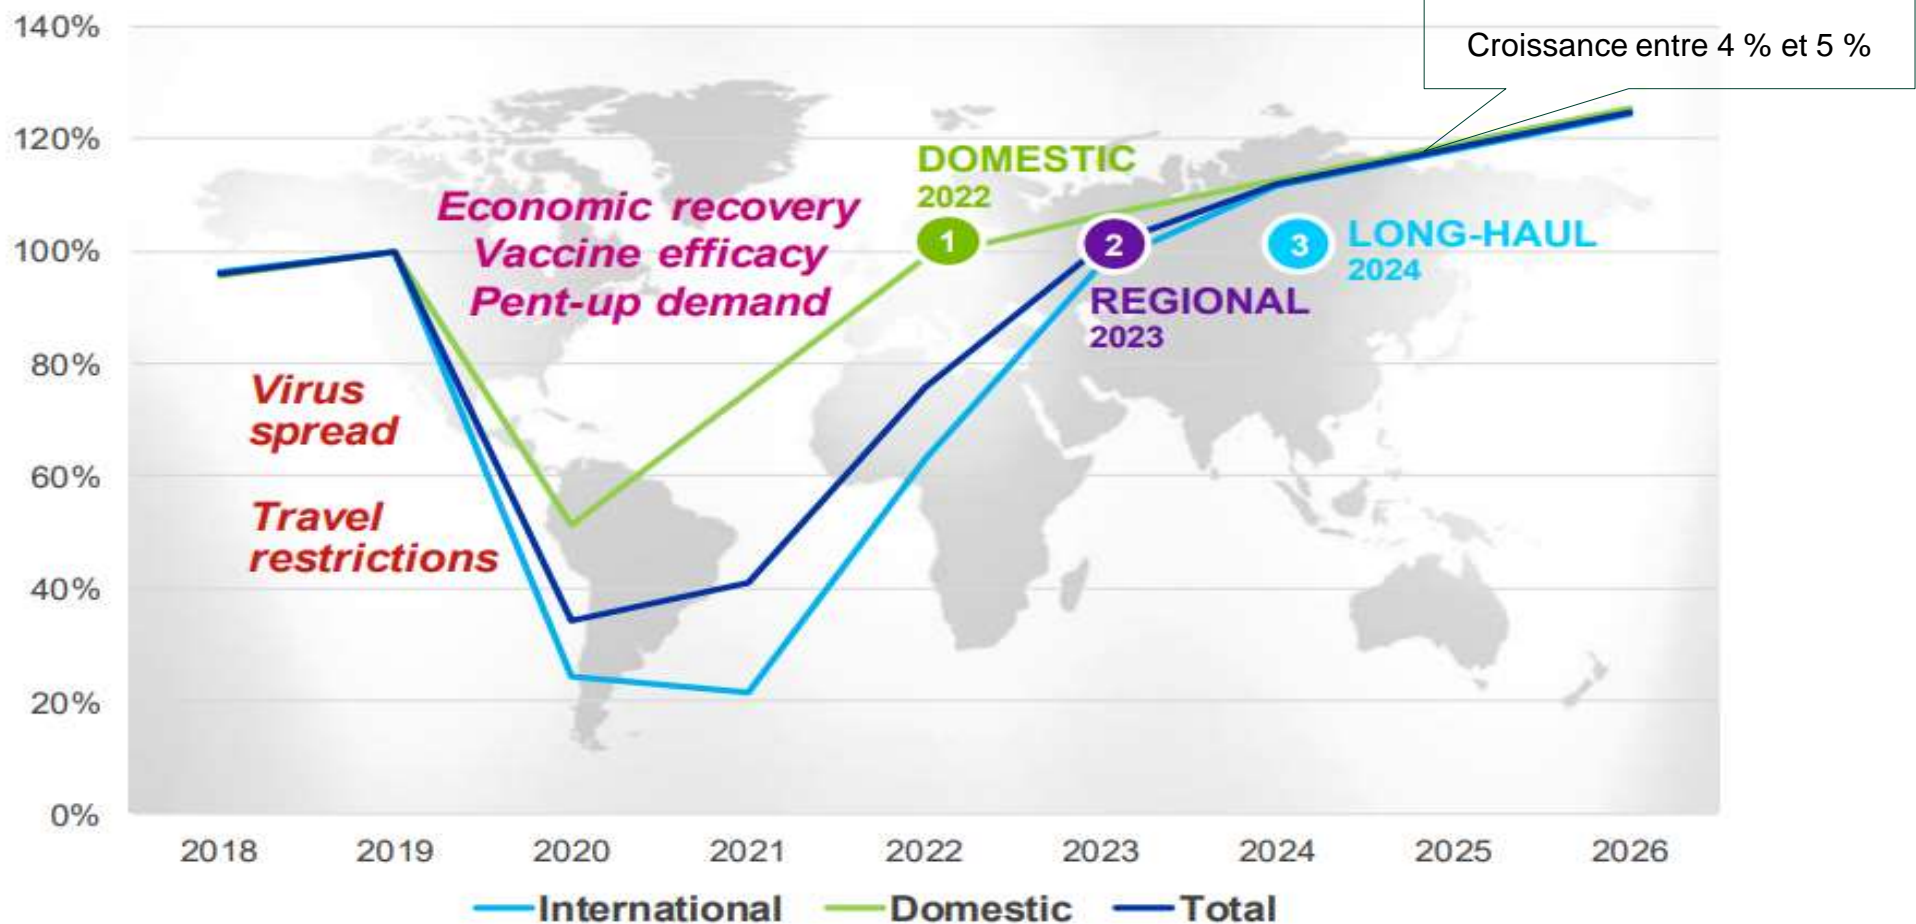 140%
Croissance entre 4 % et 5 %
120%
DOMESTIC
2022
Economic recovery
Vaccine efficacy
Pent-up demand
100%
1
2
3
LONG-HAUL
2024
REGIONAL
2023
80%
Virus
spread
60%
Travel
restrictions
40%
20%
0%
2018 2019 2020 2021 2022 2023 2024 2025 2026
International Domestic Total